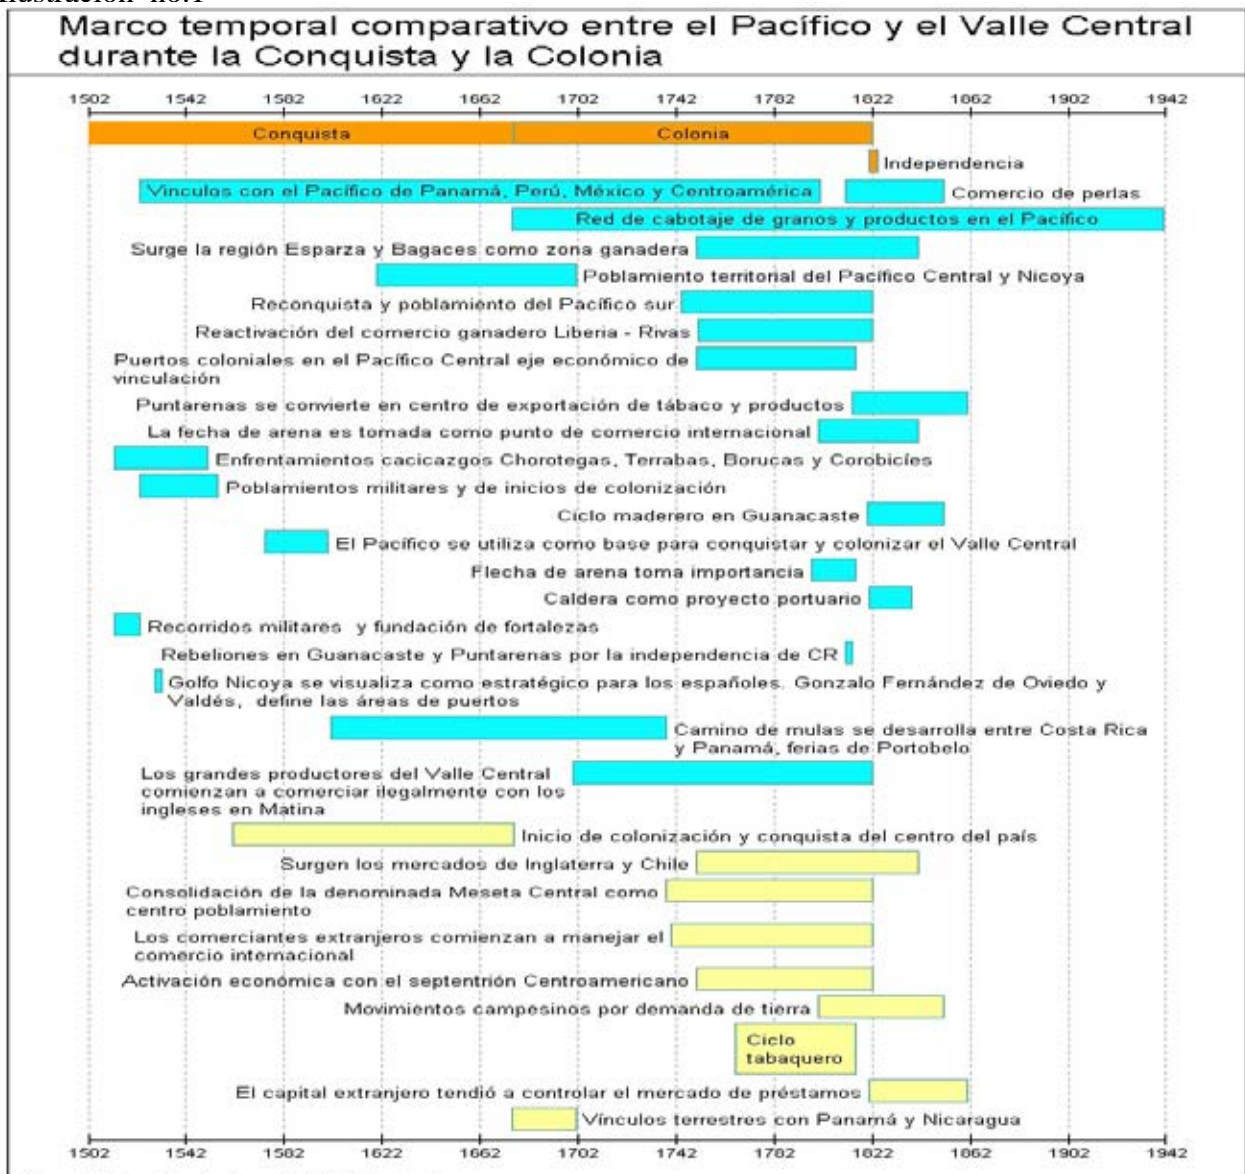 Ilustración no.1
Marco temporal comparativo entre el Pacífico y el Valle Central
durante la Conquista y la Colonia
1502 1542 1582 1622 1662 1702 1742 1782 1822 1862 1902 1942
Conquista Colonia
Independencia
Vínculos con el Pacífico de Panamá, Perú, México y Centroamérica Comercio de perlas
Red de cabotaje de granos y productos en el Pacífico
Surge la región Esparza y Bagaces como zona ganadera
Poblamiento territorial del Pacífico Central y Nicoya
Reconquista y poblamiento del Pacífico sur
Reactivación del comercio ganadero Liberia - Rivas
Puertos coloniales en el Pacífico Central eje económico de
vinculación
Puntarenas se convierte en centro de exportación de tábaco y productos
La fecha de arena es tomada como punto de comercio internacional
Enfrentamientos cacicazgos Chorotegas, Terrabas, Borucas y Corobicíes
Poblamientos militares y de inicios de colonización
Ciclo maderero en Guanacaste
El Pacífico se utiliza como base para conquistar y colonizar el Valle Central
Flecha de arena toma importancia
Caldera como proyecto portuario
Recorridos militares y fundación de fortalezas
Rebeliones en Guanacaste y Puntarenas por la independencia de CR
Golfo Nicoya se visualiza como estratégico para los españoles. Gonzalo Fernández de Oviedo y
Valdés, define las áreas de puertos
Camino de mulas se desarrolla entre Costa Rica
y Panamá, ferias de Portobelo
Los grandes productores del Valle Central
comienzan a comerciar ilegalmente con los
ingleses en Matina
Inicio de colonización y conquista del centro del país
Surgen los mercados de Inglaterra y Chile
Consolidación de la denominada Meseta Central como
centro poblamiento
Los comerciantes extranjeros comienzan a manejar el
comercio internacional
Activación económica con el septentrión Centroamericano
Movimientos campesinos por demanda de tierra
Ciclo
tabaquero
El capital extranjero tendió a controlar el mercado de préstamos
Vínculos terrestres con Panamá y Nicaragua
1502 1542 1582 1622 1662 1702 1742 1782 1822 1862 1902 1942